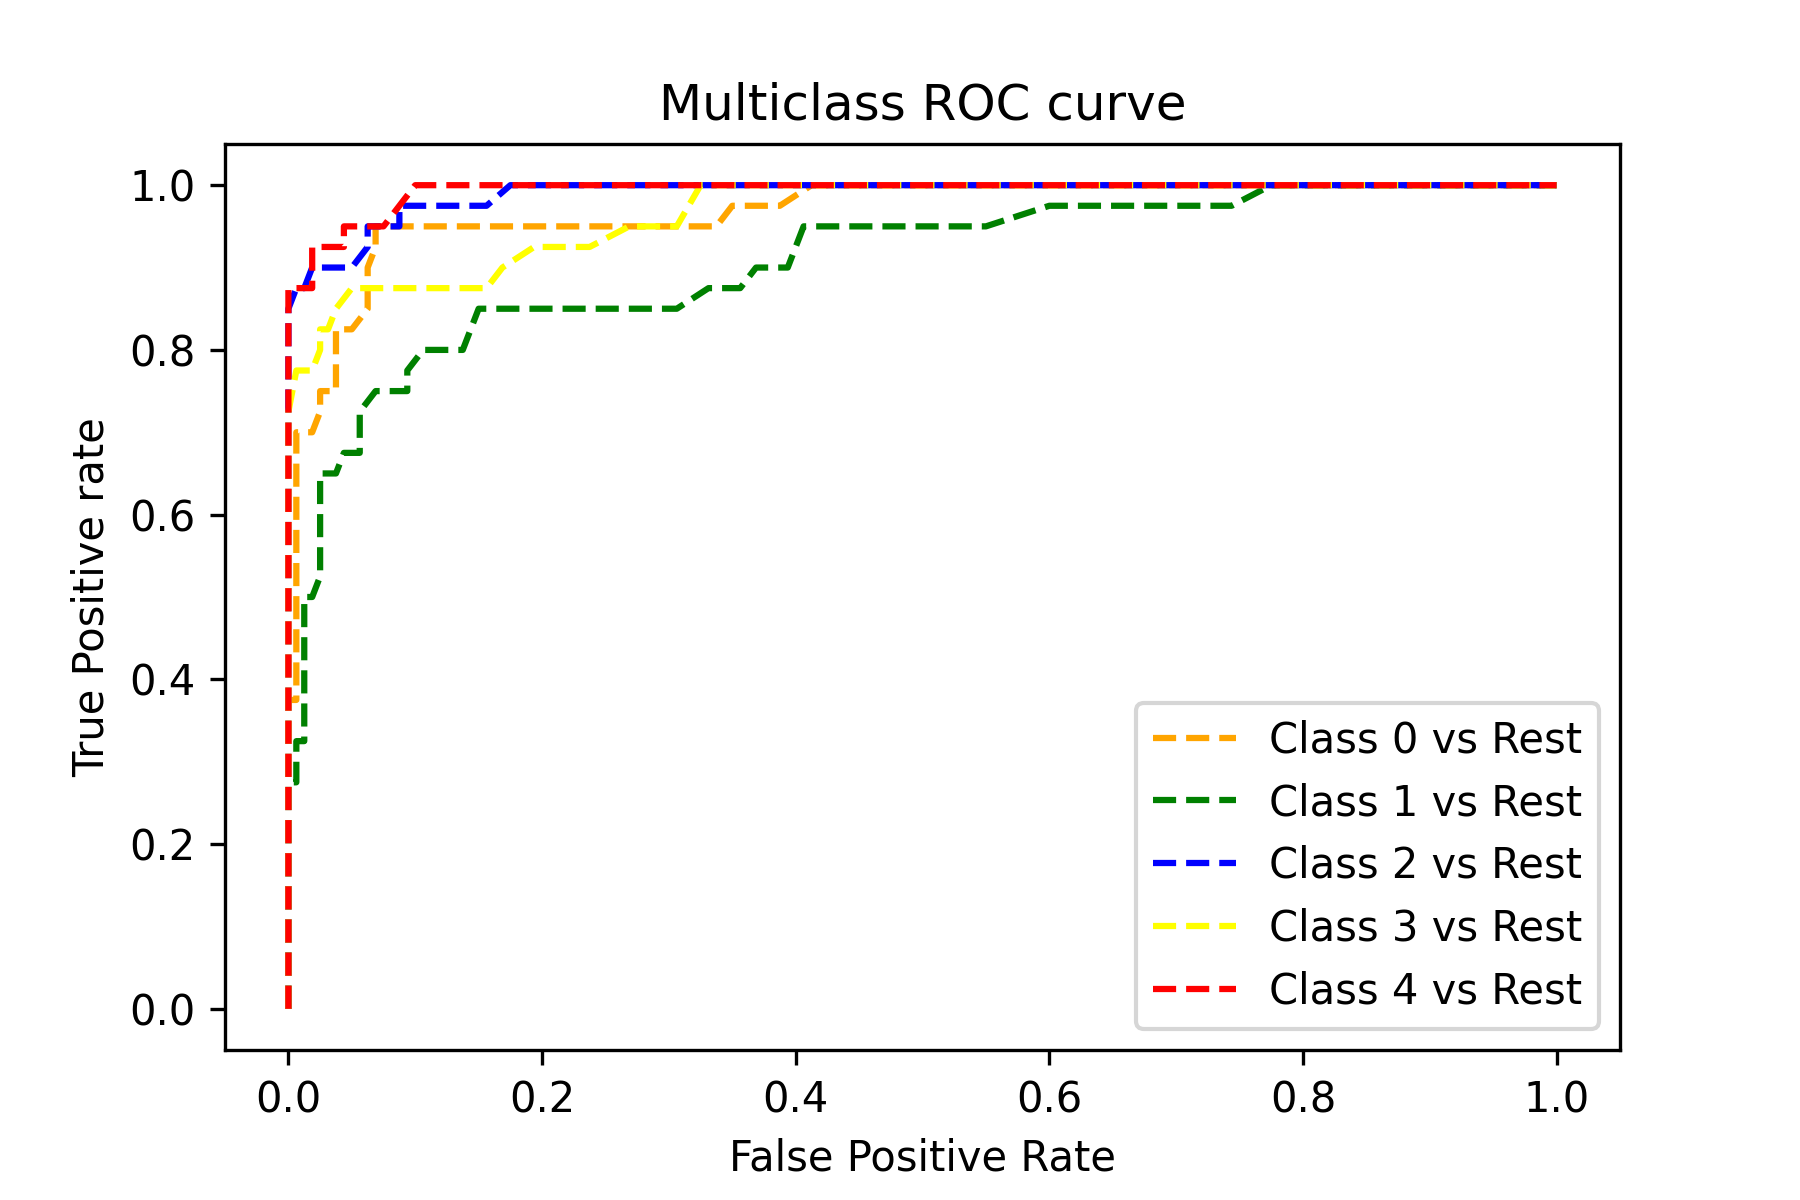 Multiclass ROC curve
1.0
0.8
0.6
0.4
0.2
0.0
True Positive rate
Class 0 vs Rest
Class 1 vs Rest
Class 2 vs Rest
Class 3 vs Rest
Class 4 vs Rest
0.0 0.2 0.4 0.6 0.8 1.0
False Positive Rate